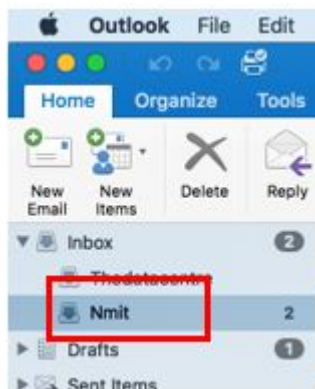 Outlook File Edit
Home Organize Tools
New Email New Items Delete Reply
Inbox 2
Thedatacentre
Nmit 2
Drafts 1
Sent Items